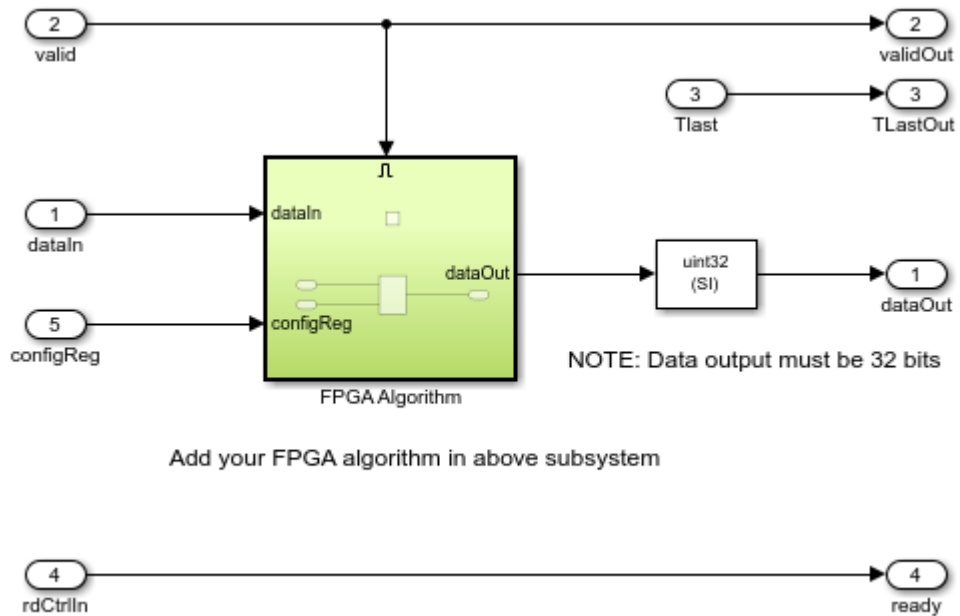 2
valid
2
validOut
3
Tlast
3
TLastOut
1
dataIn
dataIn
dataOut
uint32
(SI)
1
dataOut
5
configReg
configReg
NOTE: Data output must be 32 bits
FPGA Algorithm
Add your FPGA algorithm in above subsystem
4
rdCtrlIn
4
ready